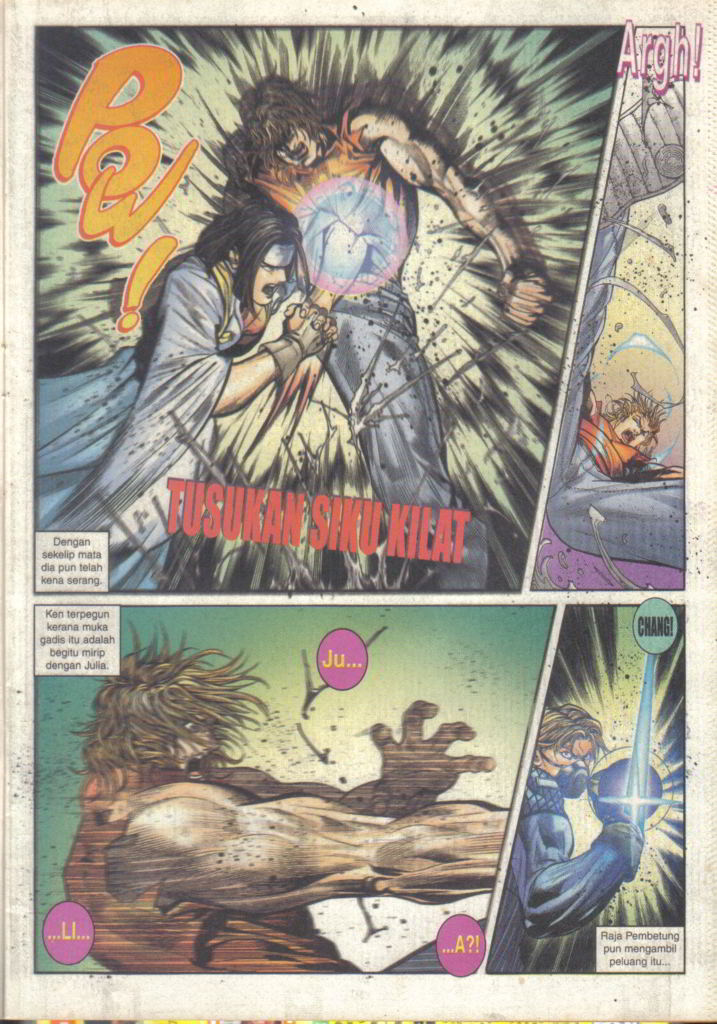 POW!
Argh!
TUSUKAN SIKU KILAT
Dengan
sekelip mata
dia pun telah
kena serang.
Ken terpegun
kerana muka
gadis itu adalah
begitu mirip
dengan Julia.
Ju...
...LI...
...A?!
CHANG!
Raja Pembetung
pun mengambil
peluang itu...